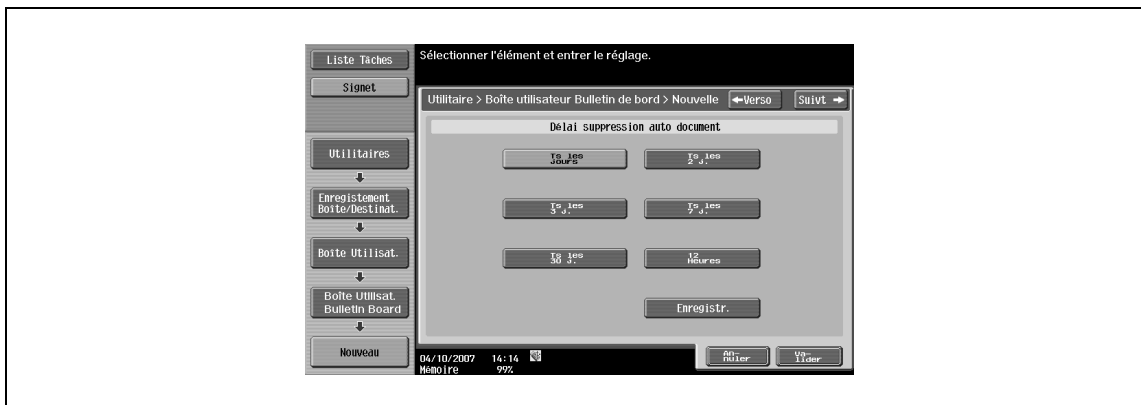 Liste Tâches
Signet
Utilitaires
Enregistement
Boîte/Destinat.
Boîte Utilisat.
Boîte Utilisat.
Bulletin Board
Nouveau
Sélectionner l'élément et entrer le réglage.
Utilitaire > Boîte utilisateur Bulletin de bord > Nouvelle
←Verso
Suivt →
Délai suppression auto document
Ts les
Jours
Ts les
2 J.
Ts les
3 J.
Ts les
7 J.
Ts les
30 J.
12
Heures
Enregistr.
04/10/2007 14:14
Mémoire 99%
An-
nuler
Va-
lider